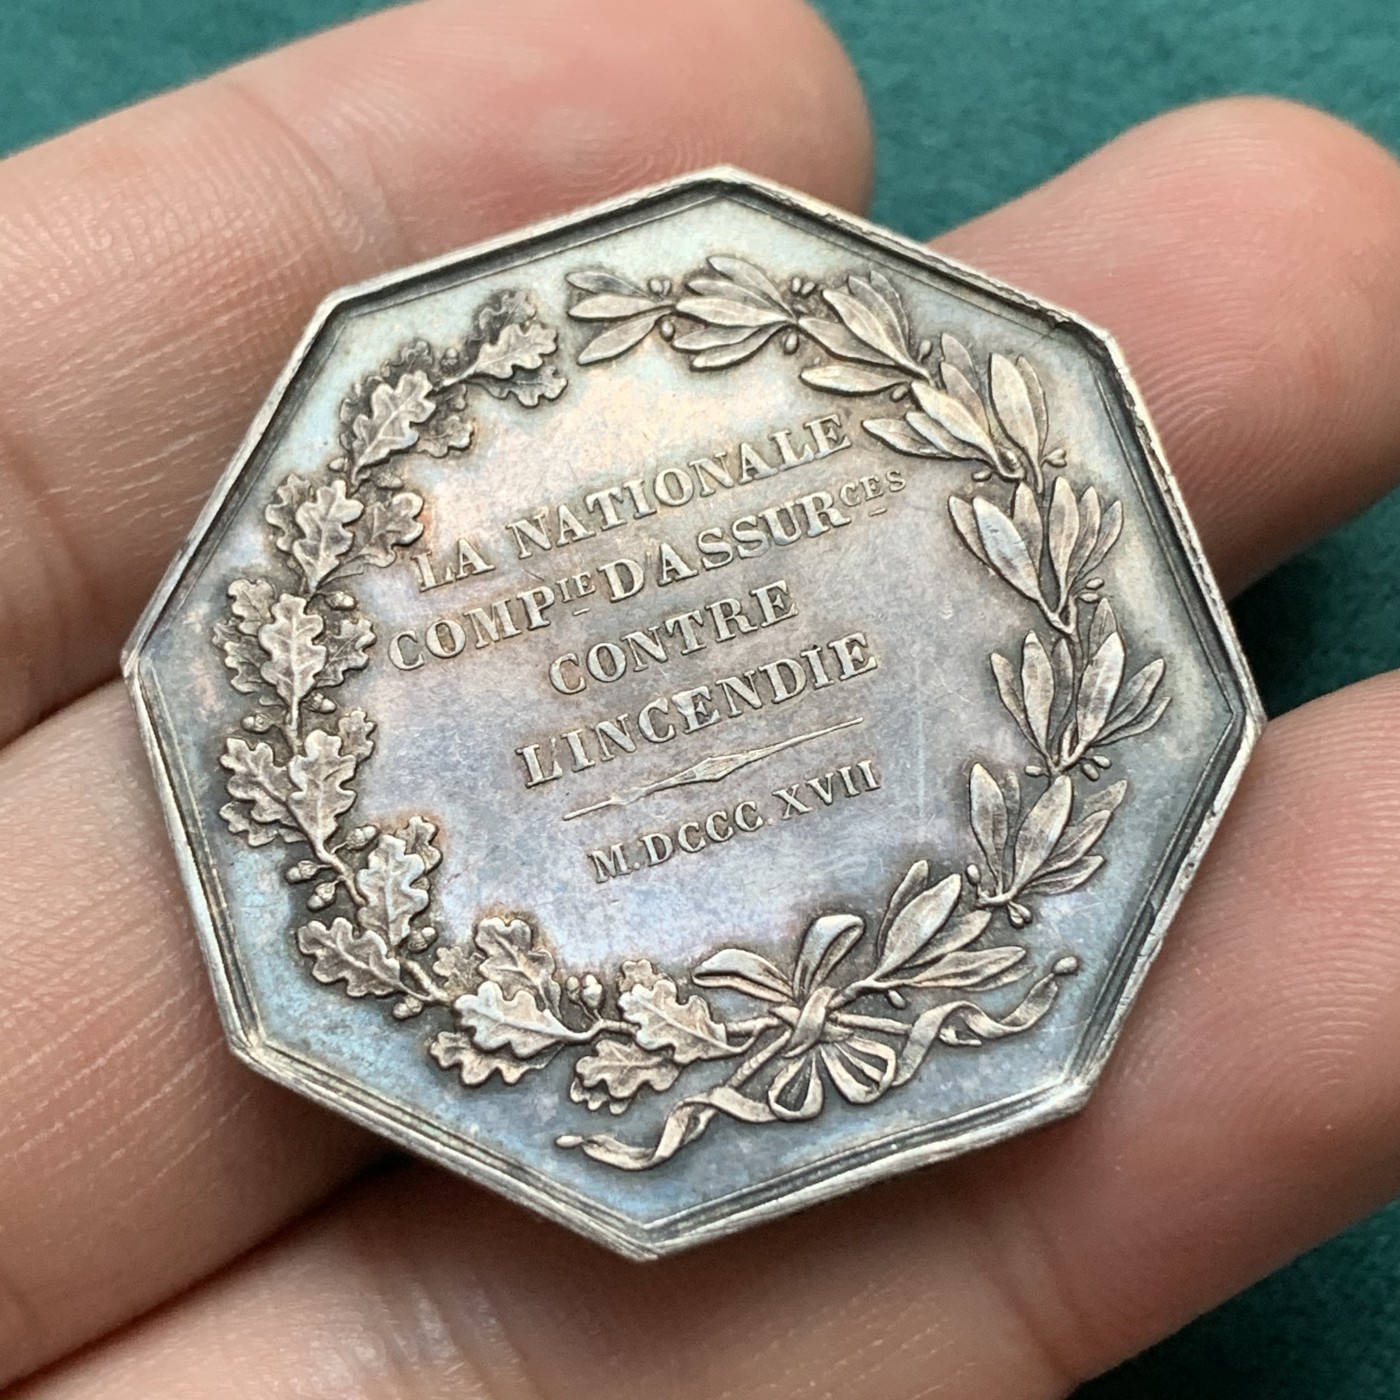 LA NATIONALE
COMPIE D'ASSURCES
CONTRE
L'INCENDIE
M.DCCC XVII